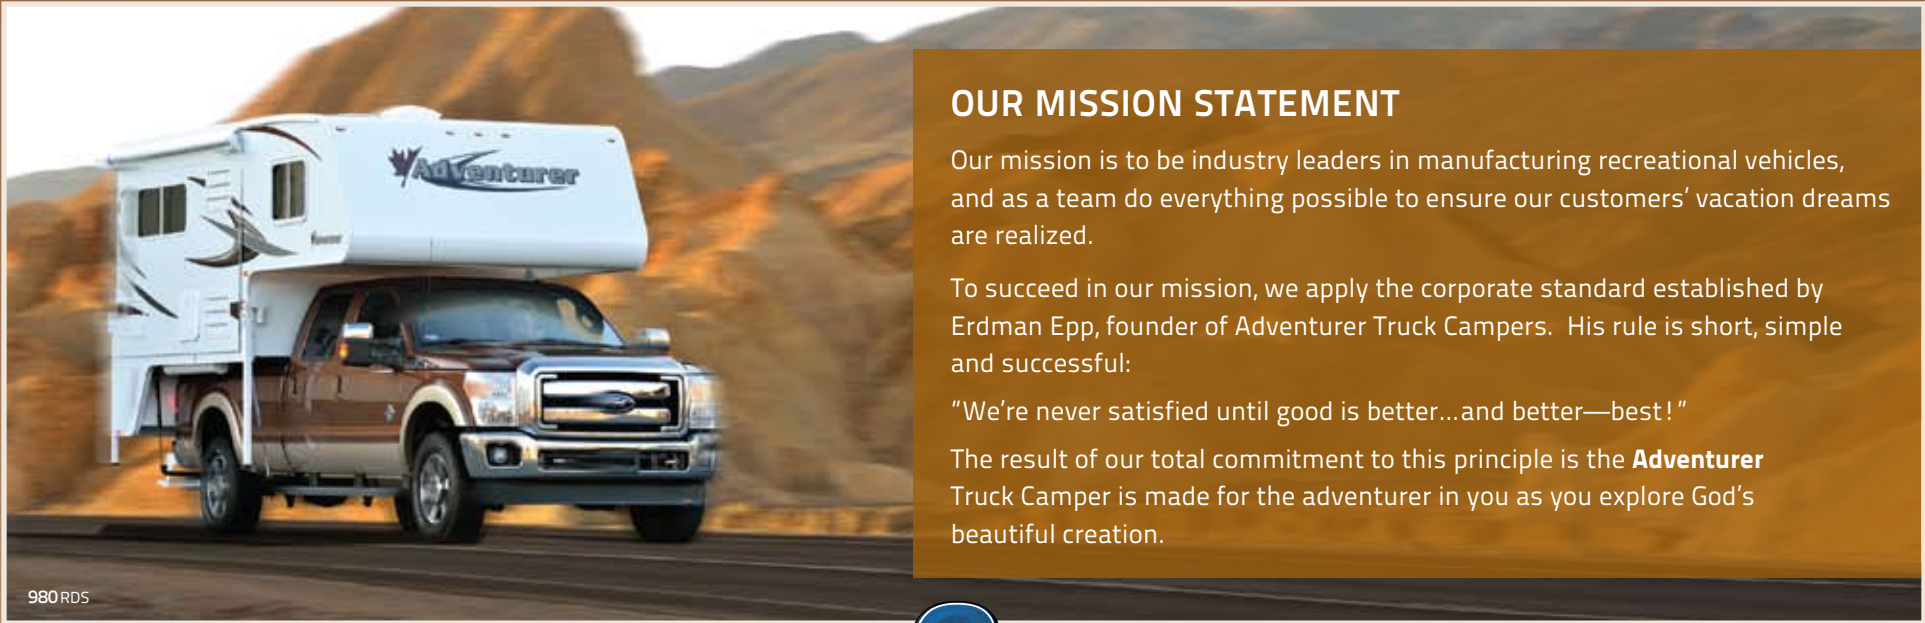 Adventurer
OUR MISSION STATEMENT
Our mission is to be industry leaders in manufacturing recreational vehicles,
and as a team do everything possible to ensure our customers’ vacation dreams
are realized.
To succeed in our mission, we apply the corporate standard established by
Erdman Epp, founder of Adventurer Truck Campers.  His rule is short, simple
and successful:
"We’re never satisfied until good is better...and better—best!"
The result of our total commitment to this principle is the Adventurer
Truck Camper is made for the adventurer in you as you explore God’s
beautiful creation.
980 RDS